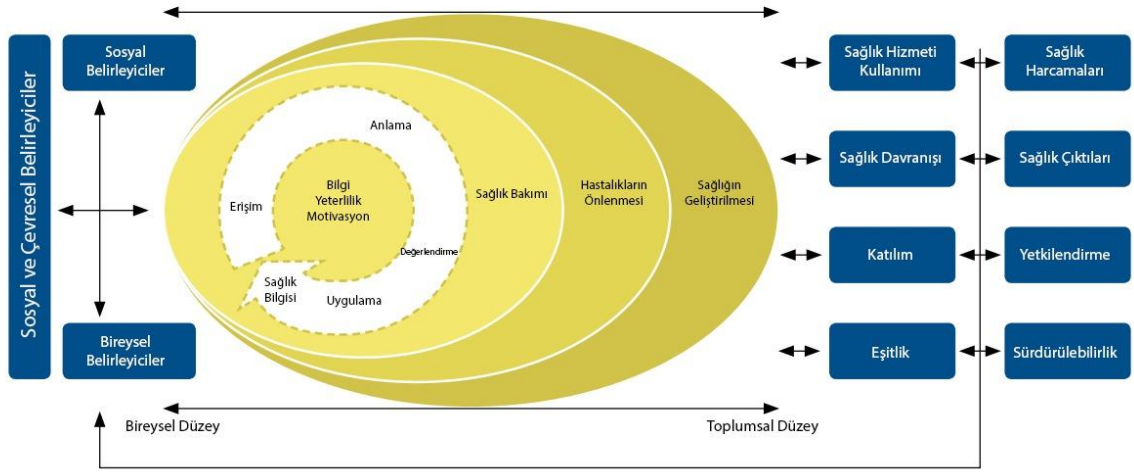 Sosyal ve Çevresel Belirleyiciler
Sosyal
Belirleyiciler
Bireysel
Belirleyiciler
Erişim
Anlama
Değerlendirme
Uygulama
Sağlık
Bilgisi
Bilgi
Yeterlilik
Motivasyon
Sağlık Bakımı
Hastalıkların
Önlenmesi
Sağlığın
Geliştirilmesi
Bireysel Düzey
Toplumsal Düzey
Sağlık Hizmeti
Kullanımı
Sağlık
Harcamaları
Sağlık Davranışı
Sağlık Çıktıları
Katılım
Yetkilendirme
Eşitlik
Sürdürülebilirlik